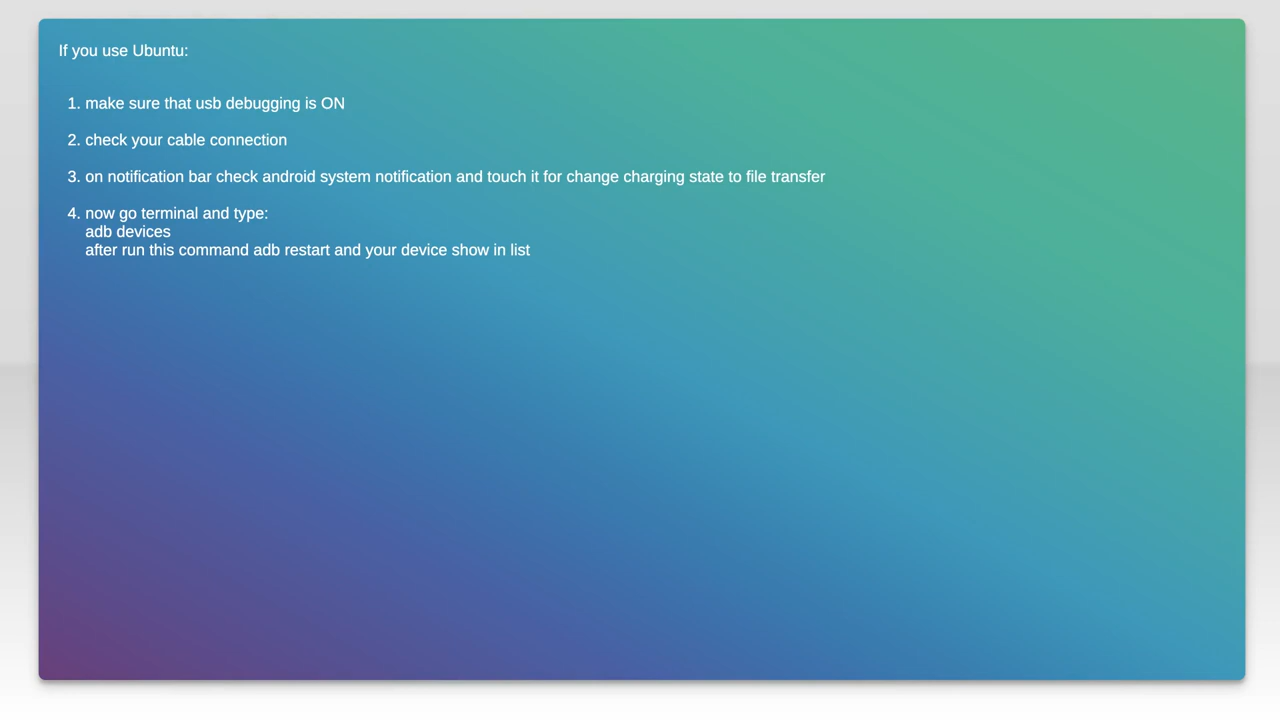 If you use Ubuntu:
1. make sure that usb debugging is ON
2. check your cable connection
3. on notification bar check android system notification and touch it for change charging state to file transfer
4. now go terminal and type:
adb devices
after run this command adb restart and your device show in list